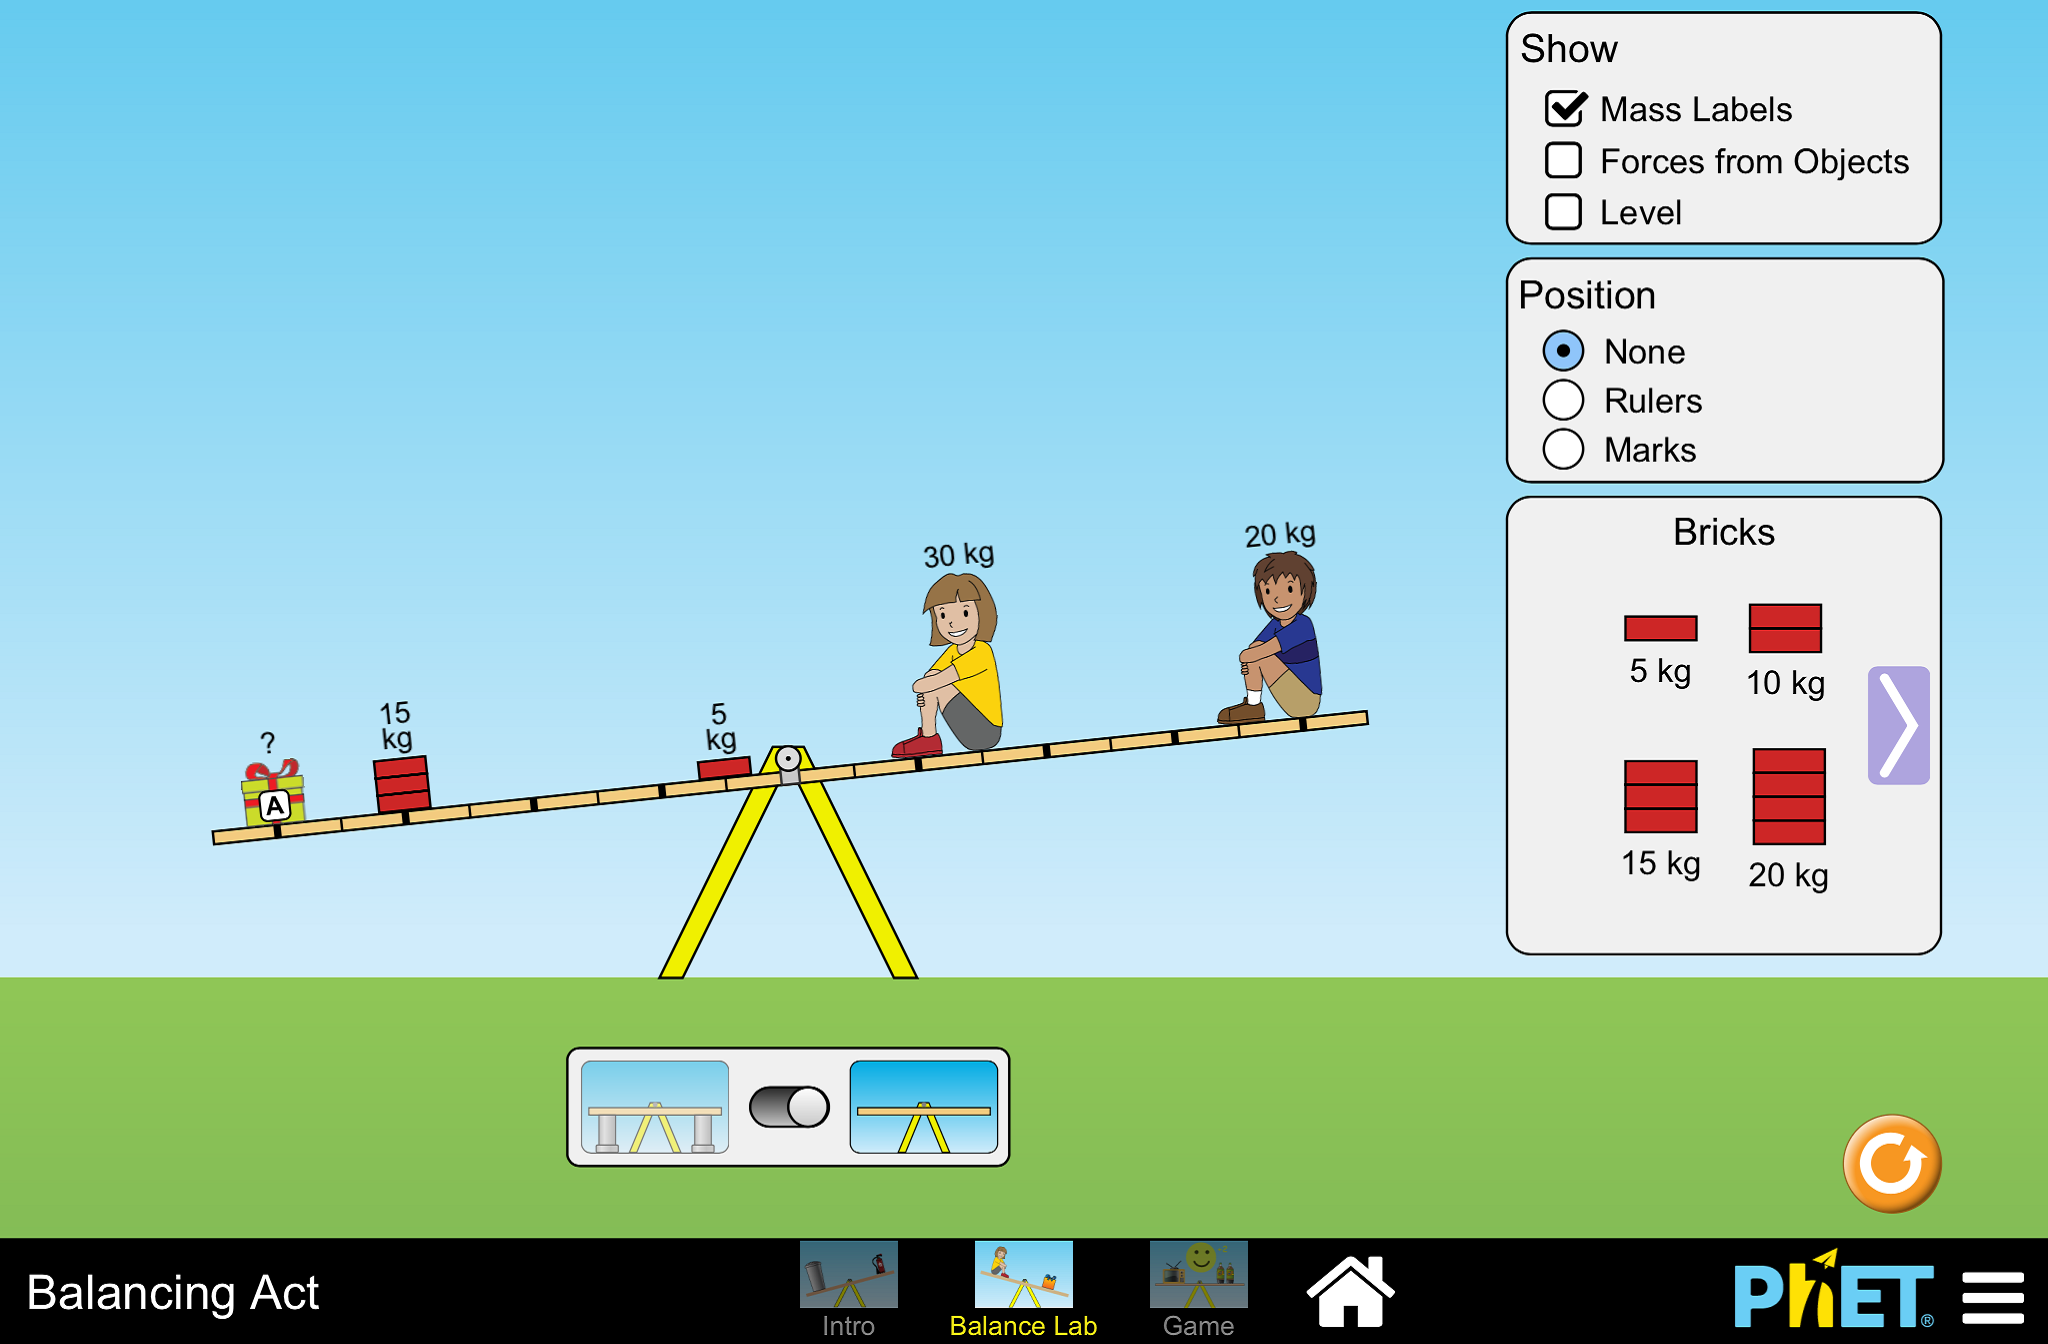 Show
Mass Labels
Forces from Objects
Level
Position
None
Rulers
Marks
Bricks
5 kg
10 kg
15 kg
20 kg
30 kg
20 kg
?
15
kg
5
kg
A
Balancing Act
Intro
Balance Lab
Game
PhET®